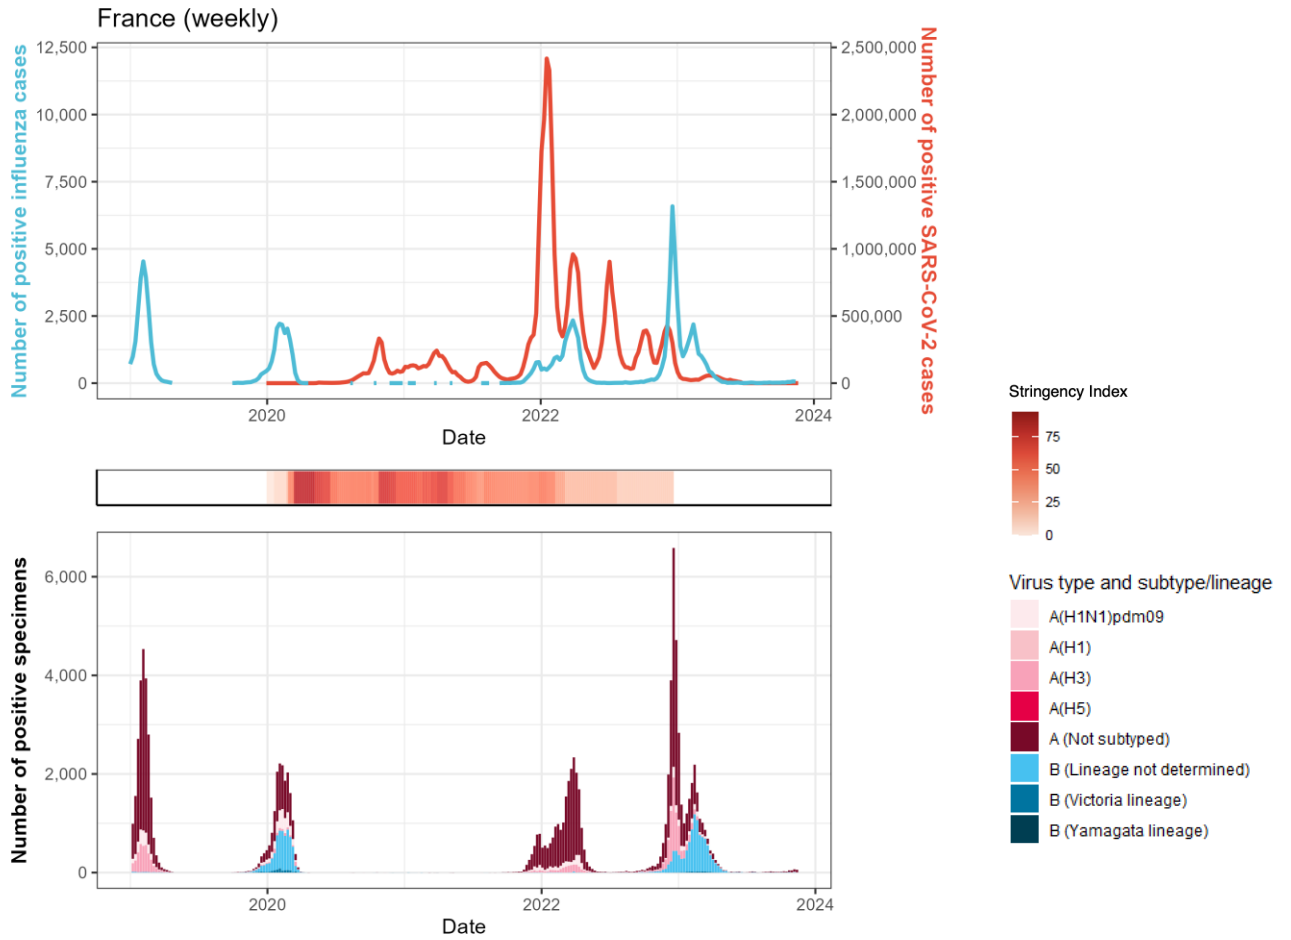 France (weekly)
Number of positive influenza cases
12,500
10,000
7,500
5,000
2,500
0
2,500,000
2,000,000
1,500,000
1,000,000
500,000
0
Number of positive SARS-CoV-2 cases
2020
2022
2024
Date
Stringency Index
75
50
25
0
Number of positive specimens
6,000
4,000
2,000
0
2020
2022
2024
Date
Virus type and subtype/lineage
A(H1N1)pdm09
A(H1)
A(H3)
A(H5)
A (Not subtyped)
B (Lineage not determined)
B (Victoria lineage)
B (Yamagata lineage)